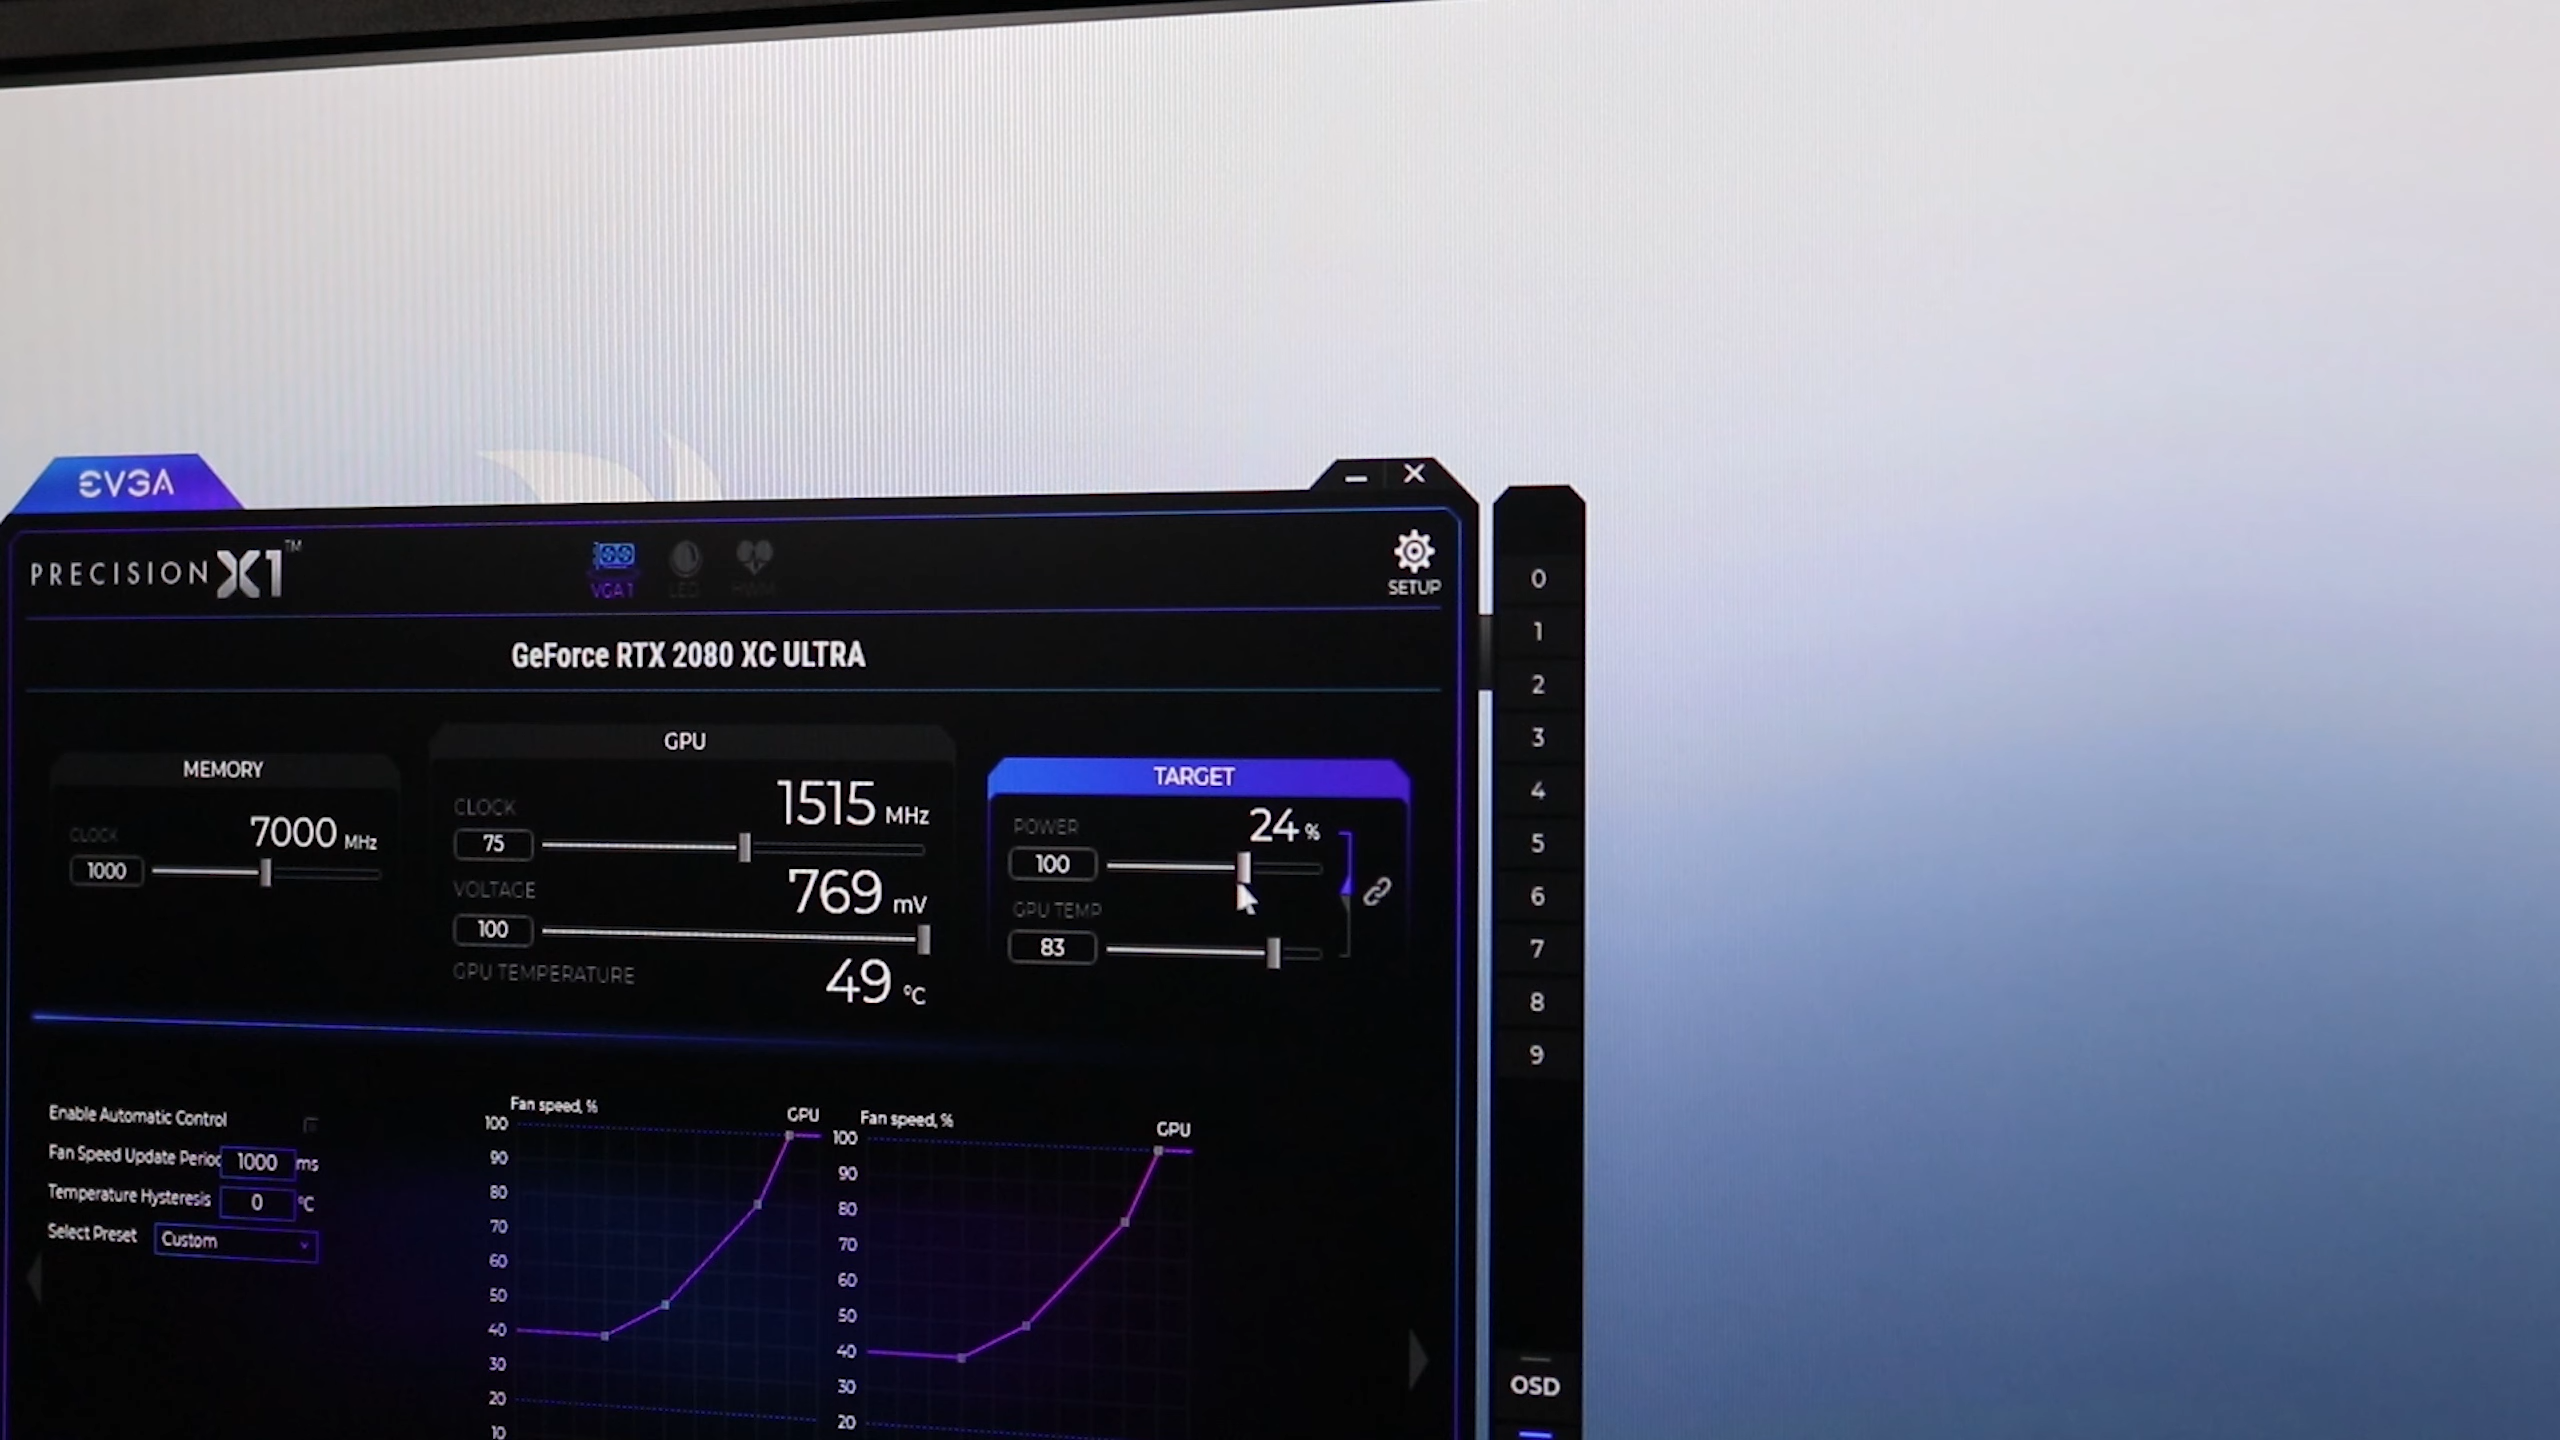 EVGA
PRECISION X1™
VGA 1
LED
HWM
SETUP
GeForce RTX 2080 XC ULTRA
MEMORY
CLOCK
7000 MHz
1000
GPU
CLOCK
1515 MHz
75
VOLTAGE
769 mV
100
GPU TEMPERATURE
49 °C
TARGET
POWER
24 %
100
GPU TEMP
83
Enable Automatic Control
Fan Speed Update Perioc 1000 ms
Temperature Hysteresis 0 °C
Select Preset Custom
Fan speed, %
GPU
100
90
80
70
60
50
40
30
20
10
Fan speed, %
GPU
100
90
80
70
60
50
40
30
20
0
1
2
3
4
5
6
7
8
9
OSD